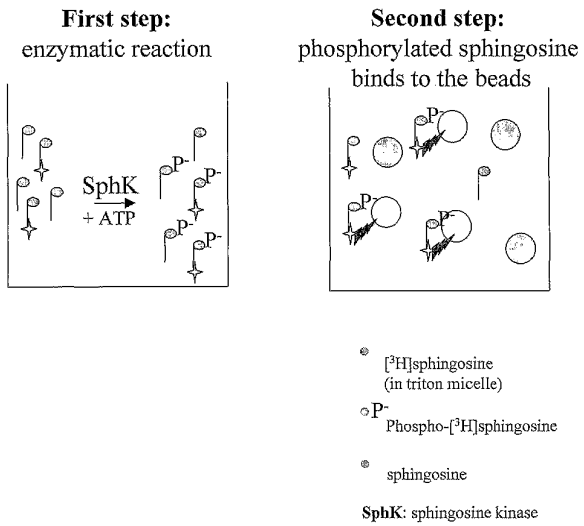 First step:
enzymatic reaction
P-
P-
P-
P-
SphK
+ ATP
Second step:
phosphorylated sphingosine
binds to the beads
P-
P-
P-
[³H]sphingosine
(in triton micelle)
P-
Phospho-[³H]sphingosine
sphingosine
SphK: sphingosine kinase